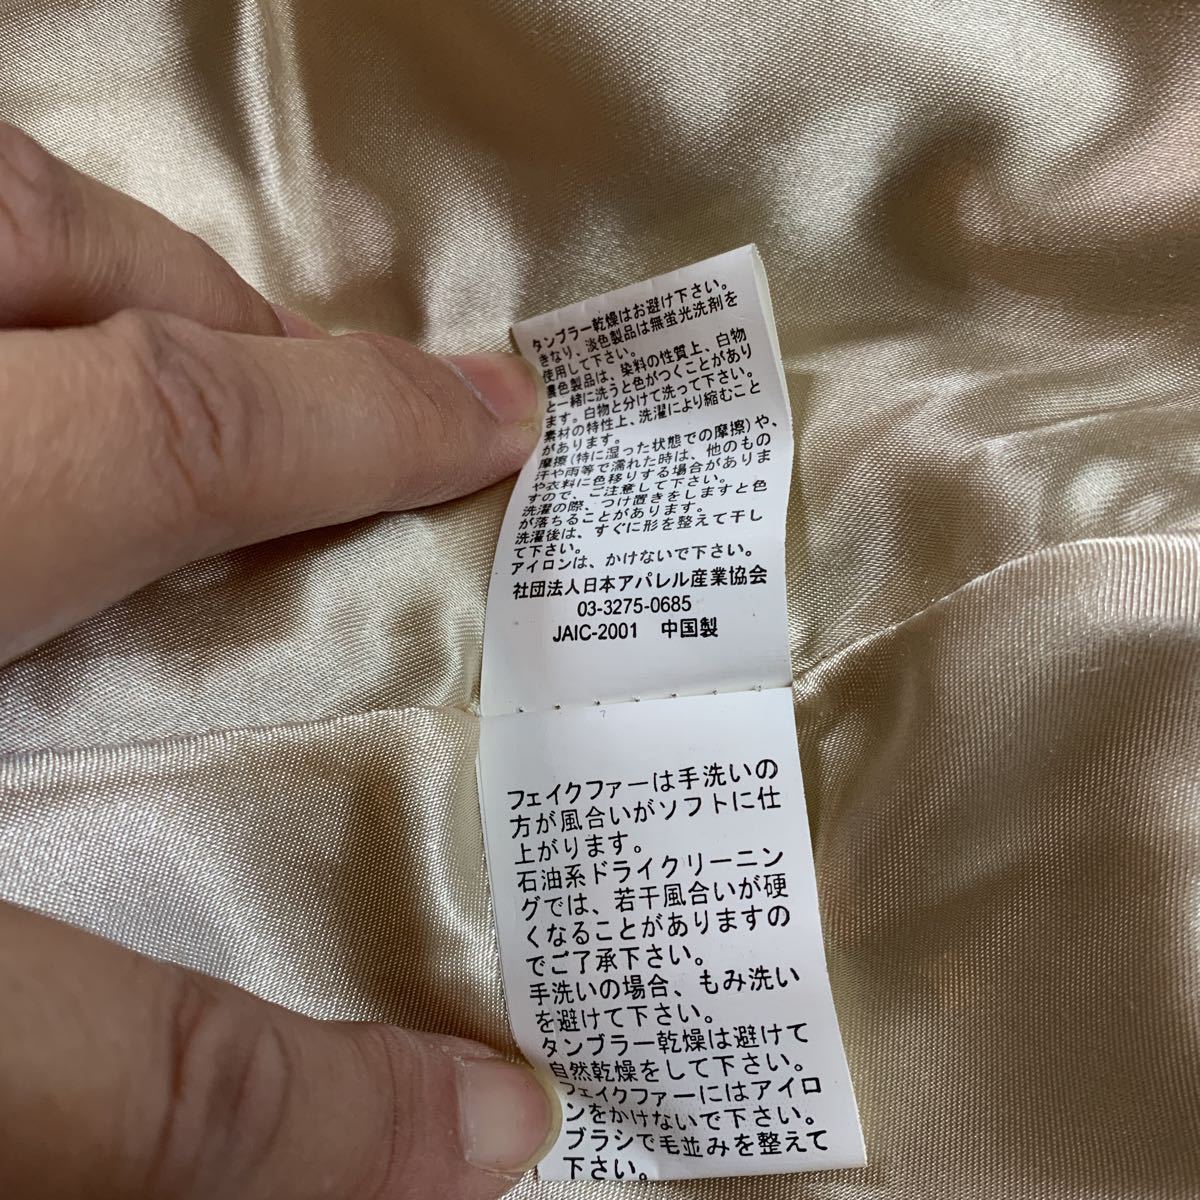 タンブラー乾燥はお避け下さい。
きなり、淡色製品は無蛍光洗剤を
使用して下さい。
濃色製品は、染料の性質上、白物
と一緒に洗うと色がつくことがあり
ます。白物と分けて洗って下さい。
素材の特性上、洗濯により縮むこと
があります。
摩擦(特に湿った状態での摩擦)や、
汗や雨等で濡れた時は、他のもの
や衣料に色移りする場合がありま
すので、ご注意して下さい。
洗濯の際、つけ置きをしますと色
が落ちることがあります。
洗濯後は、すぐに形を整えて干し
て下さい。
アイロンは、かけないで下さい。
社団法人日本アパレル産業協会
03-3275-0685
JAIC-2001 中国製
フェイクファーは手洗いの
方が風合いがソフトに仕
上がります。
石油系ドライクリーニン
グでは、若干風合いが硬
くなることがありますの
でご了承下さい。
手洗いの場合、もみ洗い
を避けて下さい。
タンブラー乾燥は避けて
自然乾燥をして下さい。
フェイクファーにはアイロ
ンをかけないで下さい。
ブラシで毛並みを整えて
下さい。